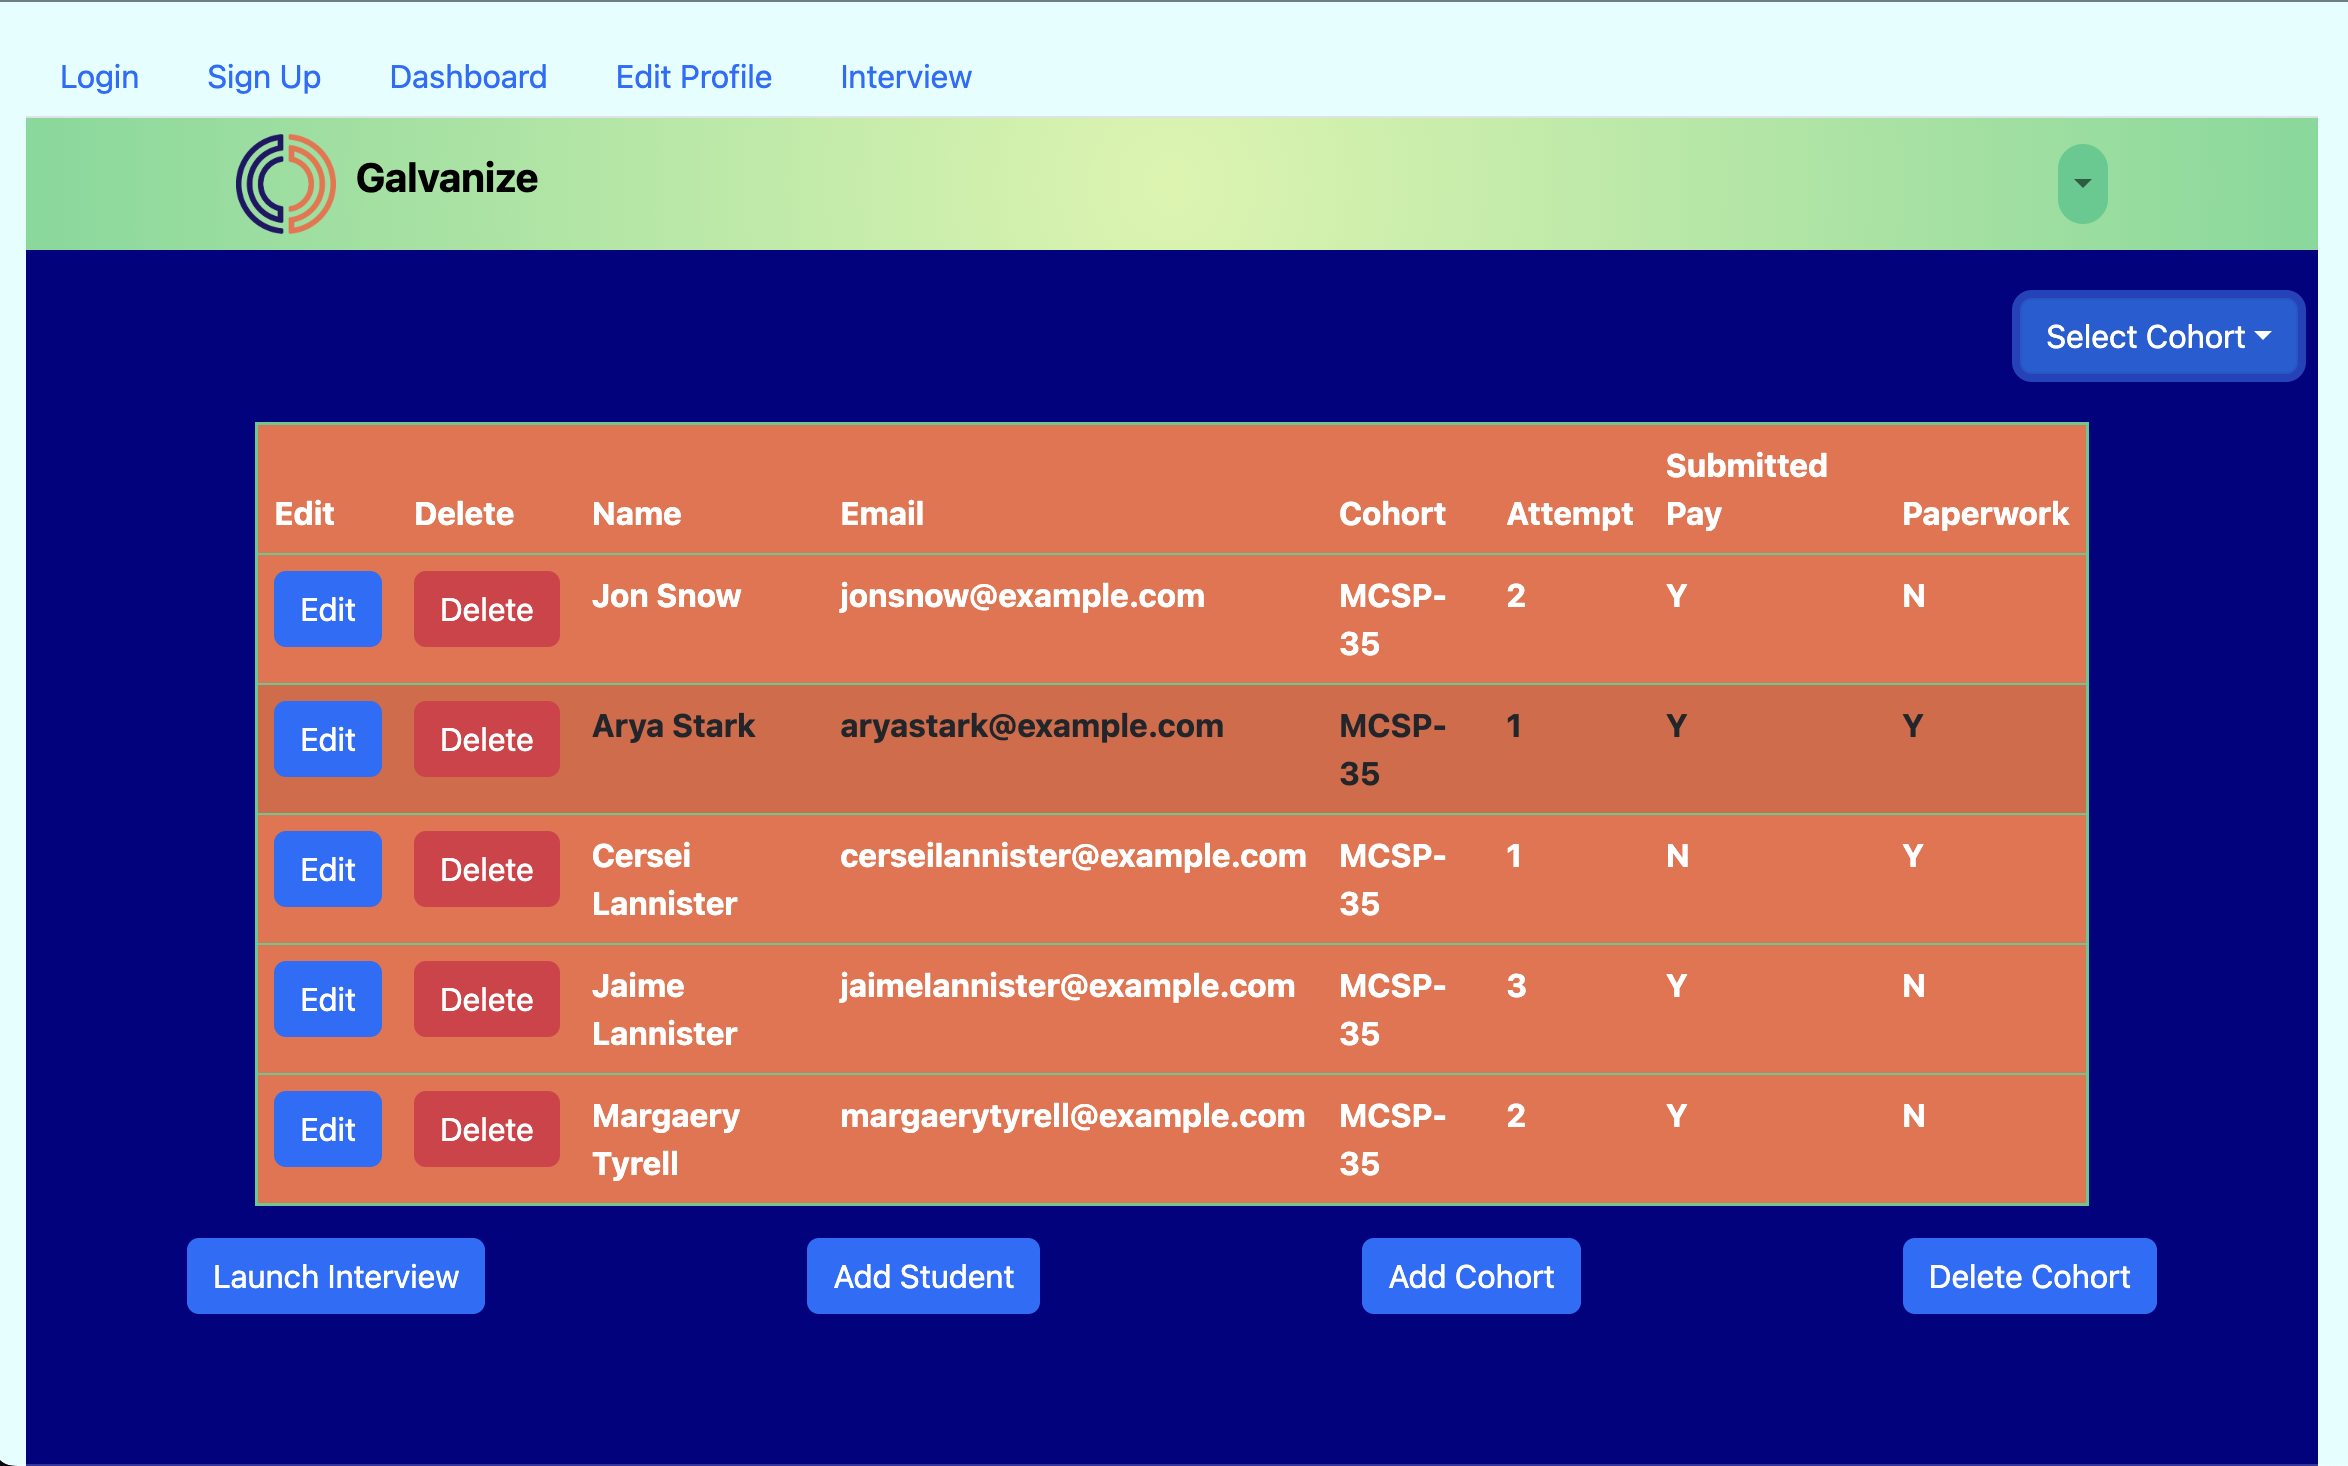 Login Sign Up Dashboard Edit Profile Interview
Galvanize
Select Cohort
Submitted
Edit Delete Name Email Cohort Attempt Pay Paperwork
Edit Delete Jon Snow jonsnow@example.com MCSP- 2 Y N
35
Edit Delete Arya Stark aryastark@example.com MCSP- 1 Y Y
35
Edit Delete Cersei cerseilannister@example.com MCSP- 1 N Y
Lannister 35
Edit Delete Jaime jaimelannister@example.com MCSP- 3 Y N
Lannister 35
Edit Delete Margaery margaerytyrell@example.com MCSP- 2 Y N
Tyrell 35
Launch Interview Add Student Add Cohort Delete Cohort